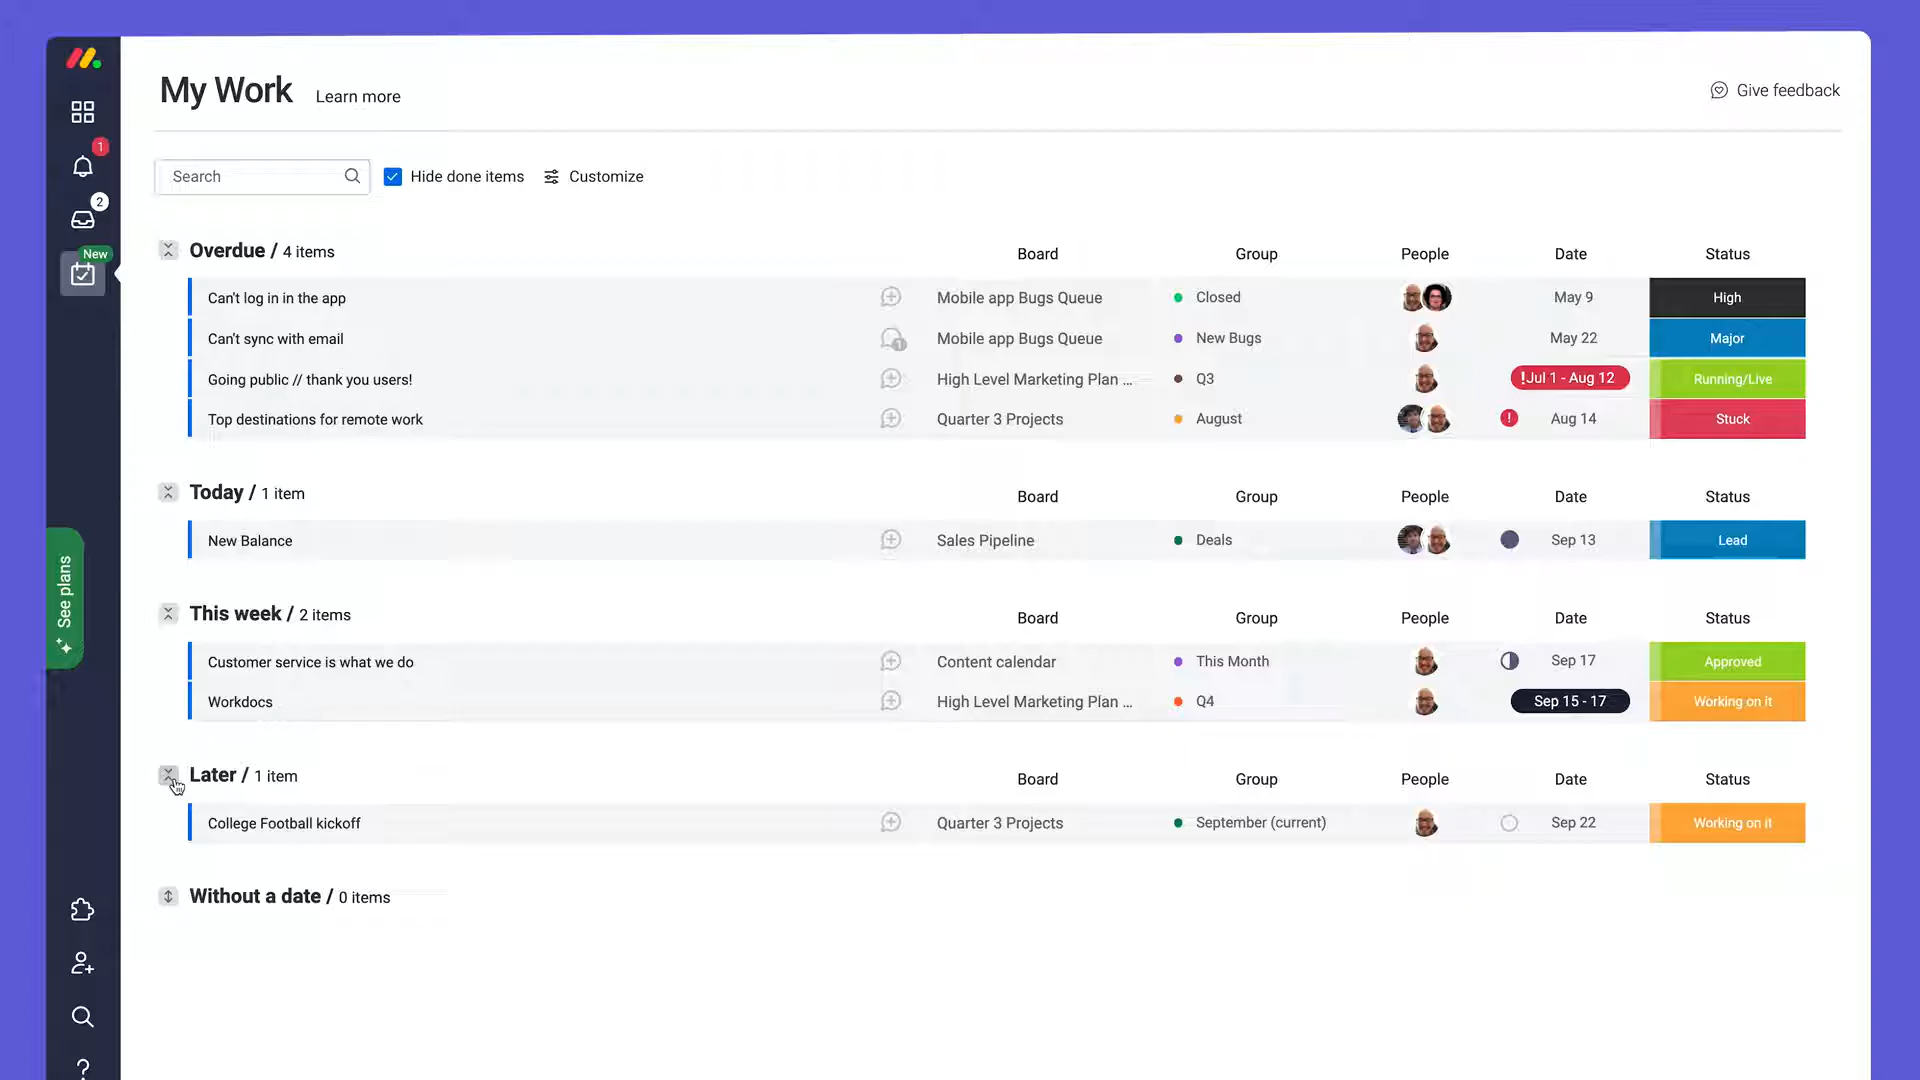 My Work Learn more Give feedback
1
Search Hide done items Customize
2
New
Overdue / 4 items Board Group People Date Status
Can't log in in the app Mobile app Bugs Queue Closed May 9 High
Can't sync with email 1 Mobile app Bugs Queue New Bugs May 22 Major
Going public // thank you users! High Level Marketing Plan ... Q3 !Jul 1 - Aug 12 Running/Live
Top destinations for remote work Quarter 3 Projects August ! Aug 14 Stuck
Today / 1 item Board Group People Date Status
New Balance Sales Pipeline Deals Sep 13 Lead
See plans
This week / 2 items Board Group People Date Status
Customer service is what we do Content calendar This Month Sep 17 Approved
Workdocs High Level Marketing Plan ... Q4 Sep 15 - 17 Working on it
Later / 1 item Board Group People Date Status
College Football kickoff Quarter 3 Projects September (current) Sep 22 Working on it
Without a date / 0 items
?